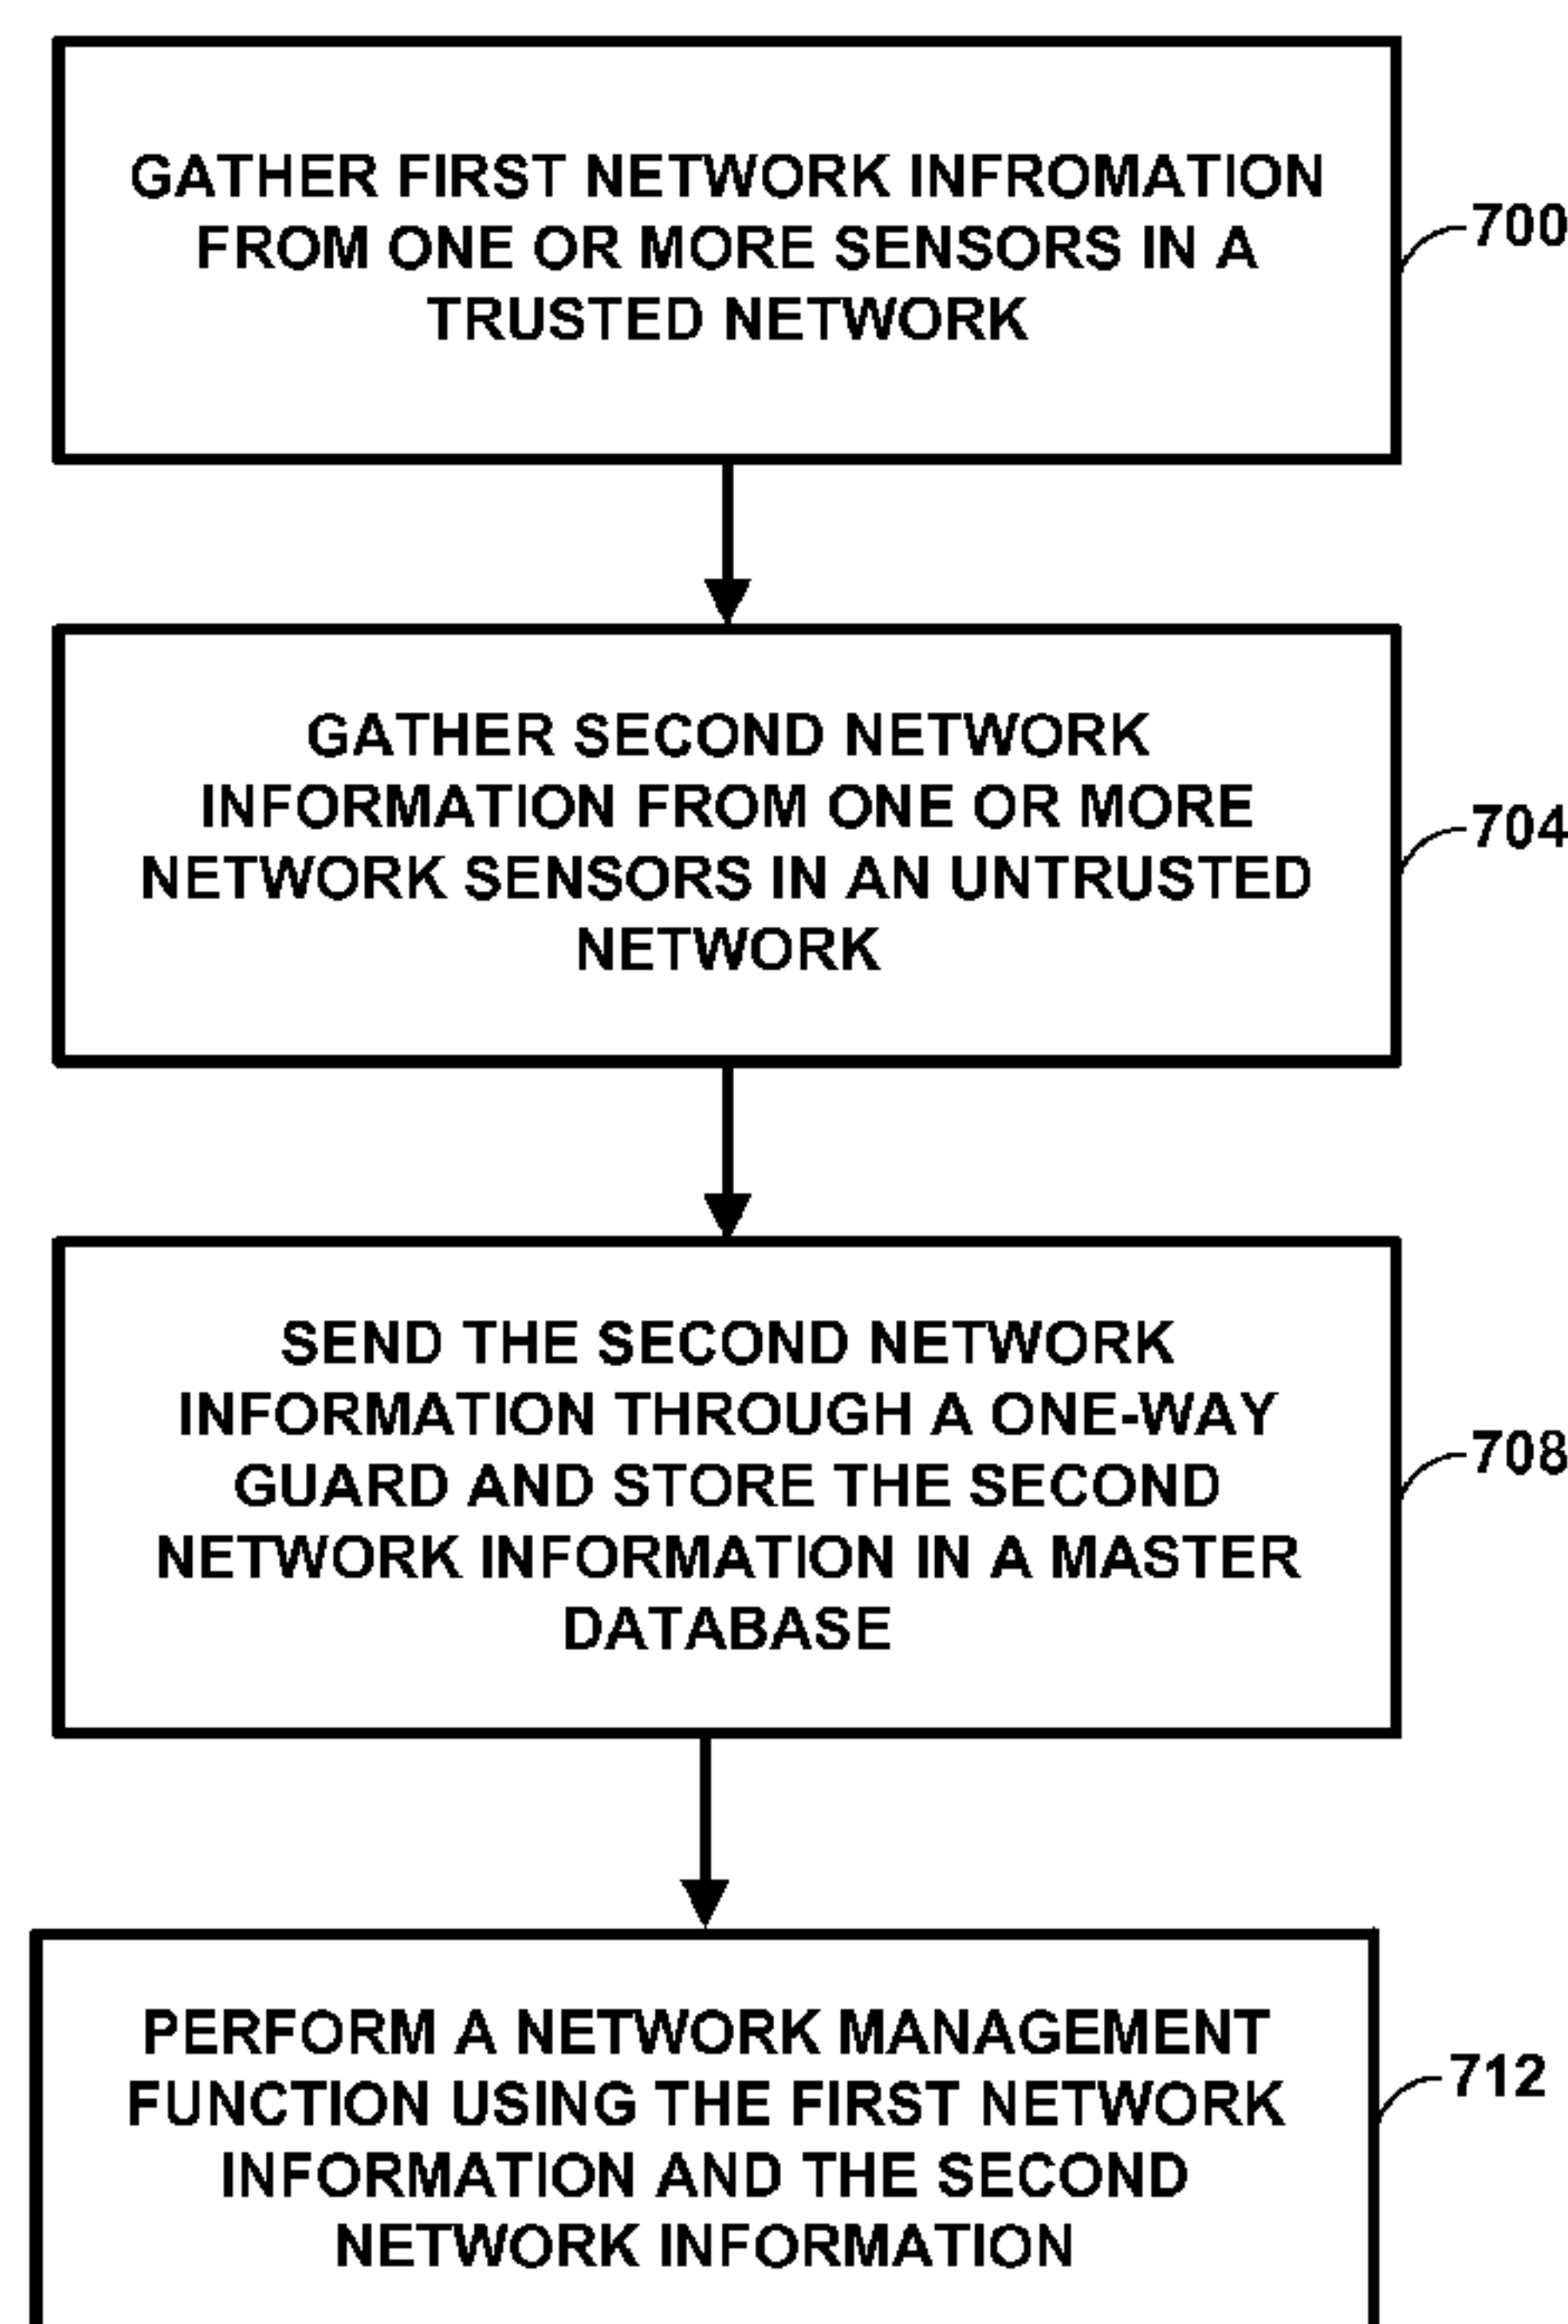 GATHER FIRST NETWORK INFROMATION
FROM ONE OR MORE SENSORS IN A
TRUSTED NETWORK
700
GATHER SECOND NETWORK
INFORMATION FROM ONE OR MORE
NETWORK SENSORS IN AN UNTRUSTED
NETWORK
704
SEND THE SECOND NETWORK
INFORMATION THROUGH A ONE-WAY
GUARD AND STORE THE SECOND
NETWORK INFORMATION IN A MASTER
DATABASE
708
PERFORM A NETWORK MANAGEMENT
FUNCTION USING THE FIRST NETWORK
INFORMATION AND THE SECOND
NETWORK INFORMATION
712